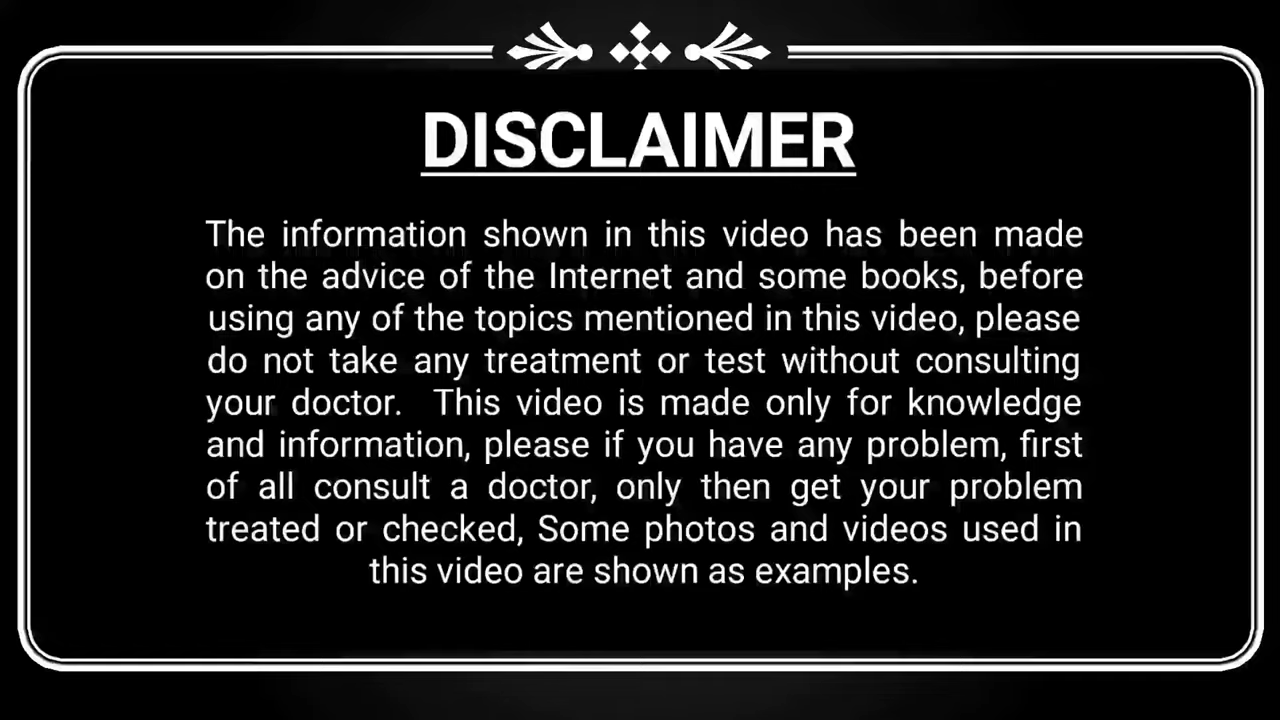 DISCLAIMER
The information shown in this video has been made
on the advice of the Internet and some books, before
using any of the topics mentioned in this video, please
do not take any treatment or test without consulting
your doctor. This video is made only for knowledge
and information, please if you have any problem, first
of all consult a doctor, only then get your problem
treated or checked, Some photos and videos used in
this video are shown as examples.